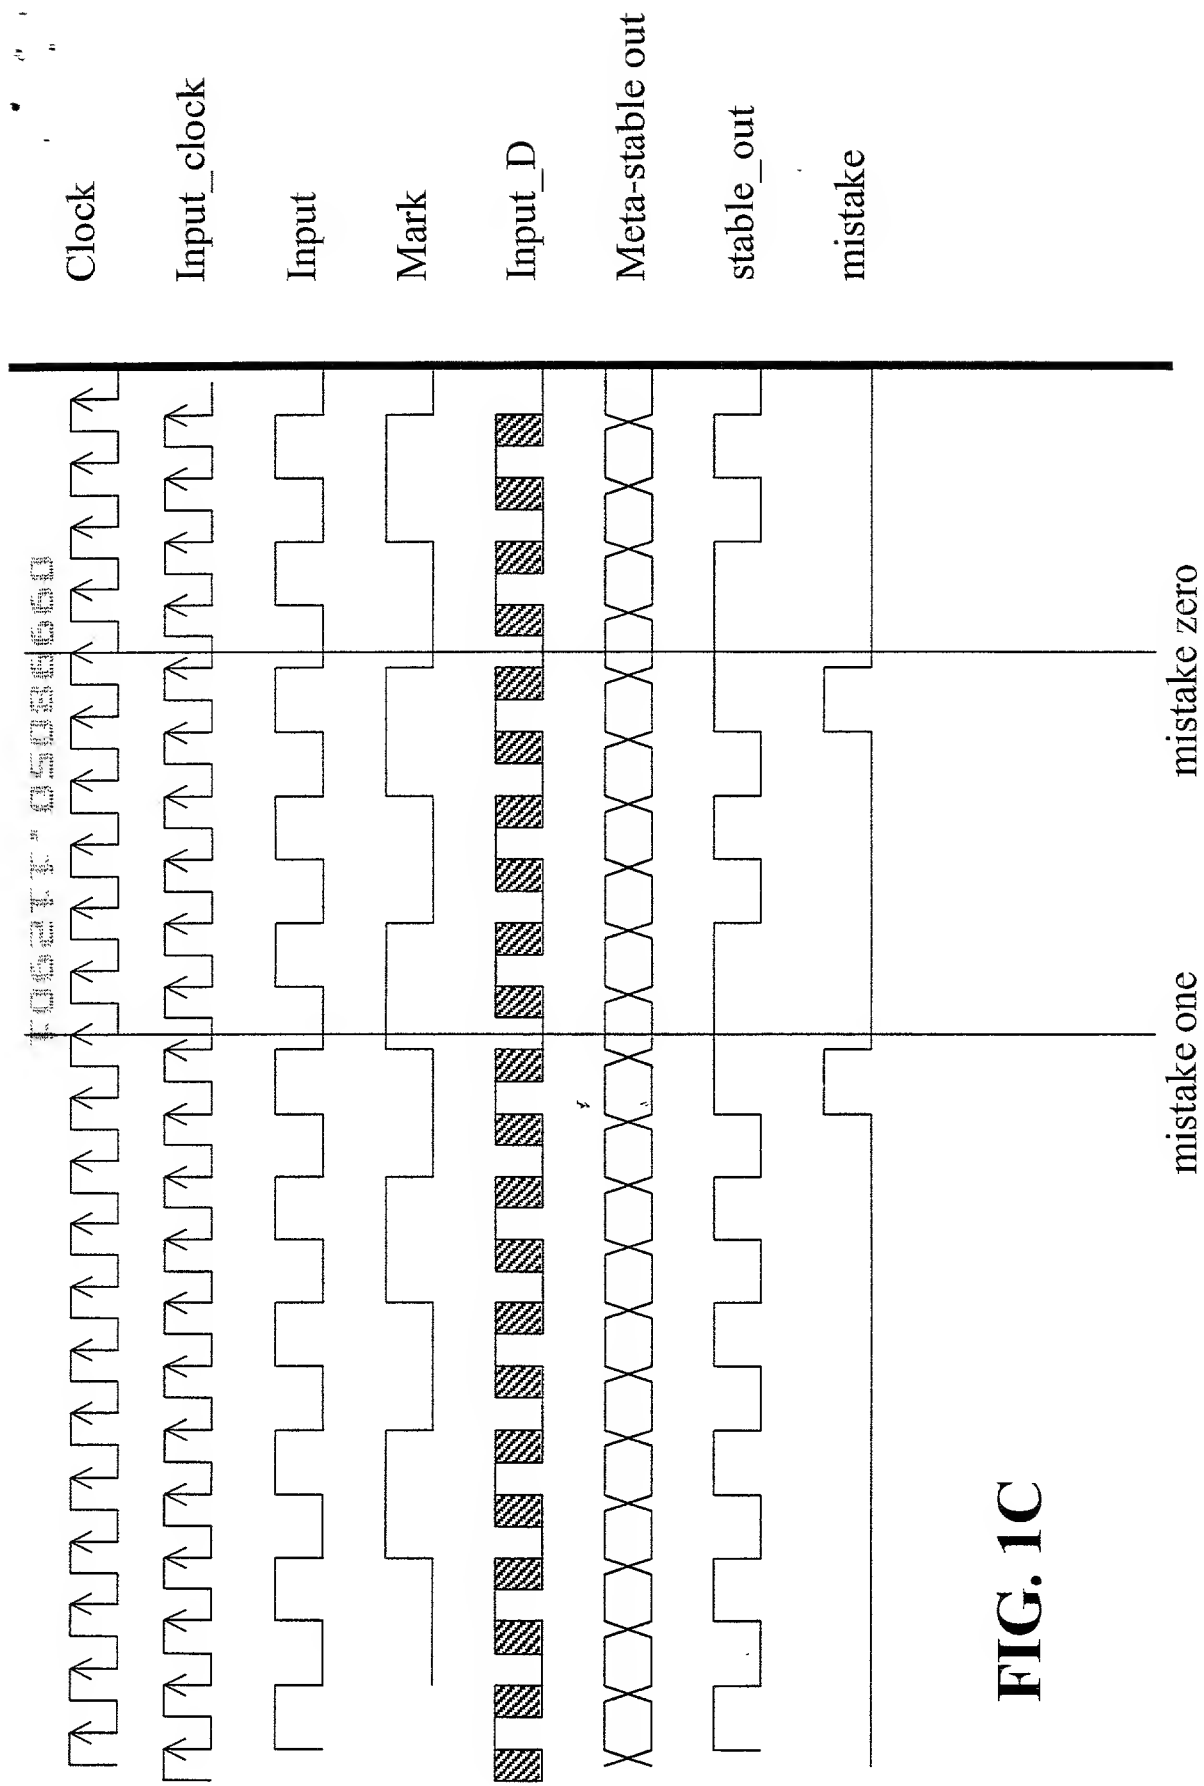 Clock
Input_clock
Input
Mark
Input_D
Meta-stable out
stable_out
mistake
mistake zero
mistake one
FIG. 1C